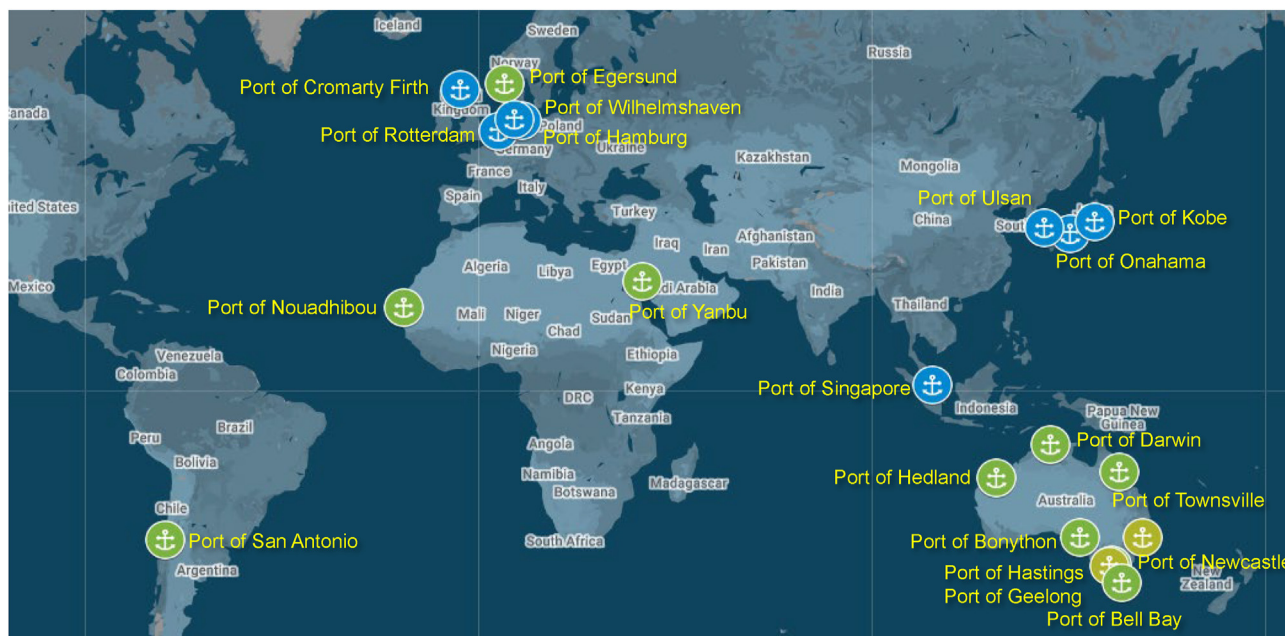 Iceland
Sweden
Russia
Norway
Port of Egersund
Port of Cromarty Firth
Kingdom
Port of Wilhelmshaven
Canada
Poland
Port of Rotterdam
Port of Hamburg
Germany
Ukraine
Kazakhstan
Mongolia
France
Italy
Spain
Port of Ulsan
United States
Turkey
China
South
Port of Kobe
Iraq
Iran
Afghanistan
Port of Onahama
Algeria
Libya
Egypt
Pakistan
Mexico
Saudi Arabia
India
Port of Nouadhibou
Mali
Niger
Sudan
Port of Yanbu
Thailand
Chad
Nigeria
Ethiopia
Venezuela
Colombia
Kenya
Port of Singapore
DRC
Indonesia
Papua New
Guinea
Tanzania
Brazil
Peru
Angola
Port of Darwin
Bolivia
Namibia
Botswana
Madagascar
Port of Hedland
Australia
Port of Townsville
Chile
Port of San Antonio
South Africa
Port of Bonython
Port of Newcastle
Argentina
Port of Hastings
New
Zealand
Port of Geelong
Port of Bell Bay